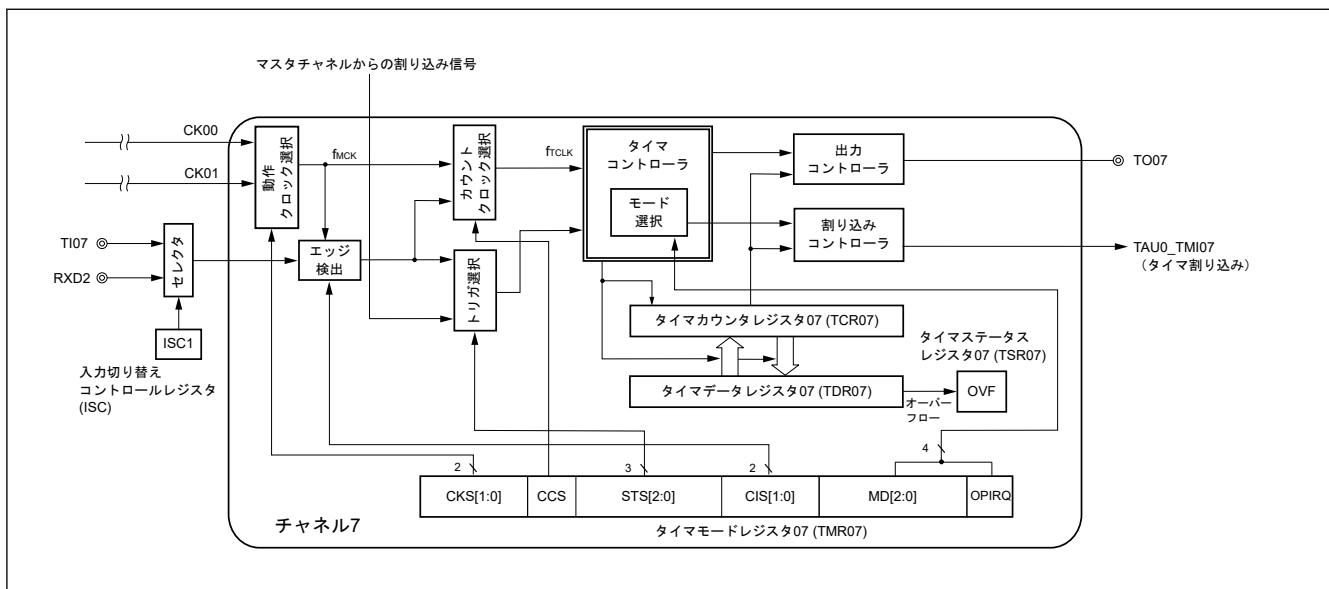 マスタチャネルからの割り込み信号
CK00
CK01
動作
クロック選択
fMCK
カウント
クロック選択
fTCLK
タイマ
コントローラ
モード
選択
出力
コントローラ
TO07
割り込み
コントローラ
TAU0_TMI07
(タイマ割り込み)
TI07
RXD2
セレクタ
エッジ
検出
トリガ選択
ISC1
入力切り替え
コントロールレジスタ
(ISC)
タイマカウンタレジスタ07 (TCR07)
タイマステータス
レジスタ07 (TSR07)
タイマデータレジスタ07 (TDR07)
オーバー
フロー
OVF
2
3
2
4
CKS[1:0]
CCS
STS[2:0]
CIS[1:0]
MD[2:0]
OPIRQ
チャネル7
タイマモードレジスタ07 (TMR07)